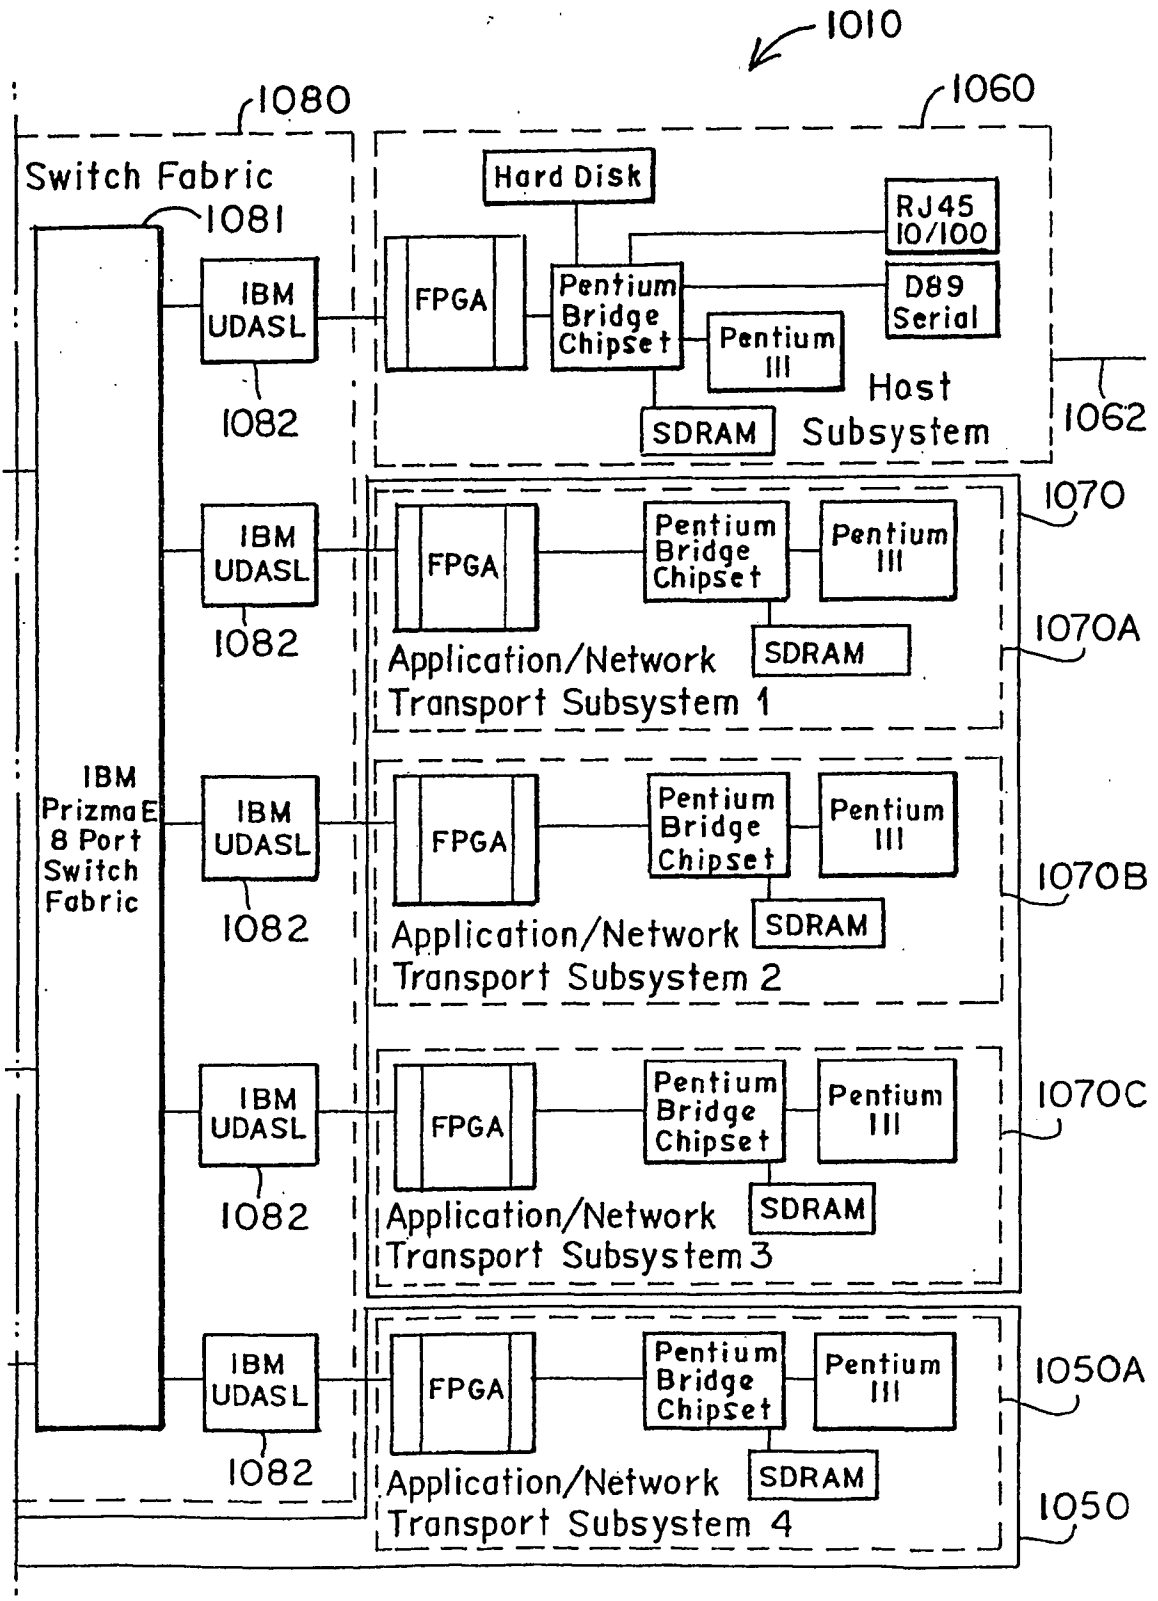 1010
1080
1060
Switch Fabric
1081
Hard Disk
RJ45
10/100
IBM
UDASL
FPGA
Pentium
Bridge
Chipset
D89
Serial
Pentium
III
1082
Host
Subsystem
1062
SDRAM
1070
IBM
UDASL
FPGA
Pentium
Bridge
Chipset
Pentium
III
1082
1070A
Application/Network
Transport Subsystem 1
SDRAM
IBM
PrizmaE
8 Port
Switch
Fabric
IBM
UDASL
FPGA
Pentium
Bridge
Chipset
Pentium
III
1070B
1082
Application/Network
Transport Subsystem 2
SDRAM
IBM
UDASL
FPGA
Pentium
Bridge
Chipset
Pentium
III
1070C
1082
Application/Network
Transport Subsystem 3
SDRAM
IBM
UDASL
FPGA
Pentium
Bridge
Chipset
Pentium
III
1050A
1082
Application/Network
Transport Subsystem 4
SDRAM
1050